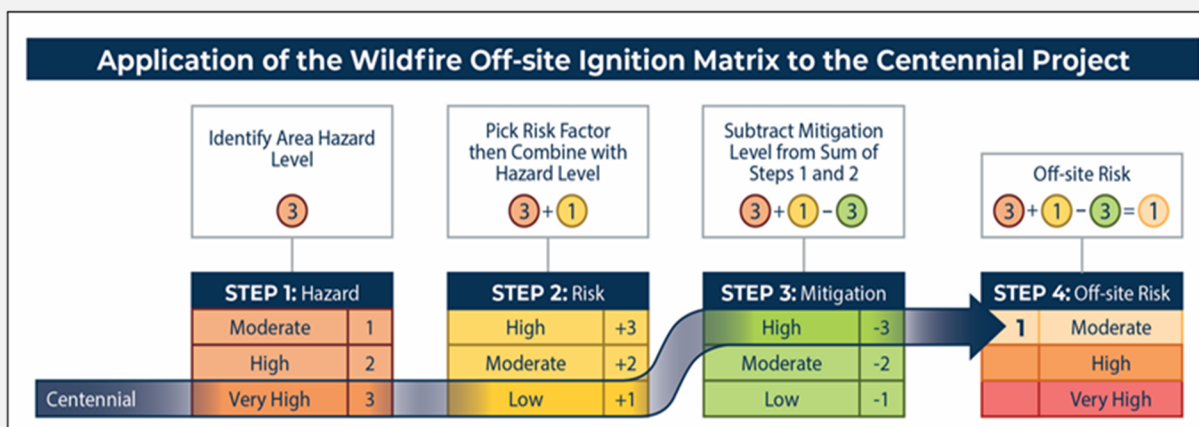 Application of the Wildfire Off-site Ignition Matrix to the Centennial Project
Identify Area Hazard
Level
3
Pick Risk Factor
then Combine with
Hazard Level
3 + 1
Subtract Mitigation
Level from Sum of
Steps 1 and 2
3 + 1 - 3
Off-site Risk
3 + 1 - 3 = 1
STEP 1: Hazard
Moderate 1
High 2
Very High 3
STEP 2: Risk
High +3
Moderate +2
Low +1
STEP 3: Mitigation
High -3
Moderate -2
Low -1
STEP 4: Off-site Risk
1 Moderate
High
Very High
Centennial